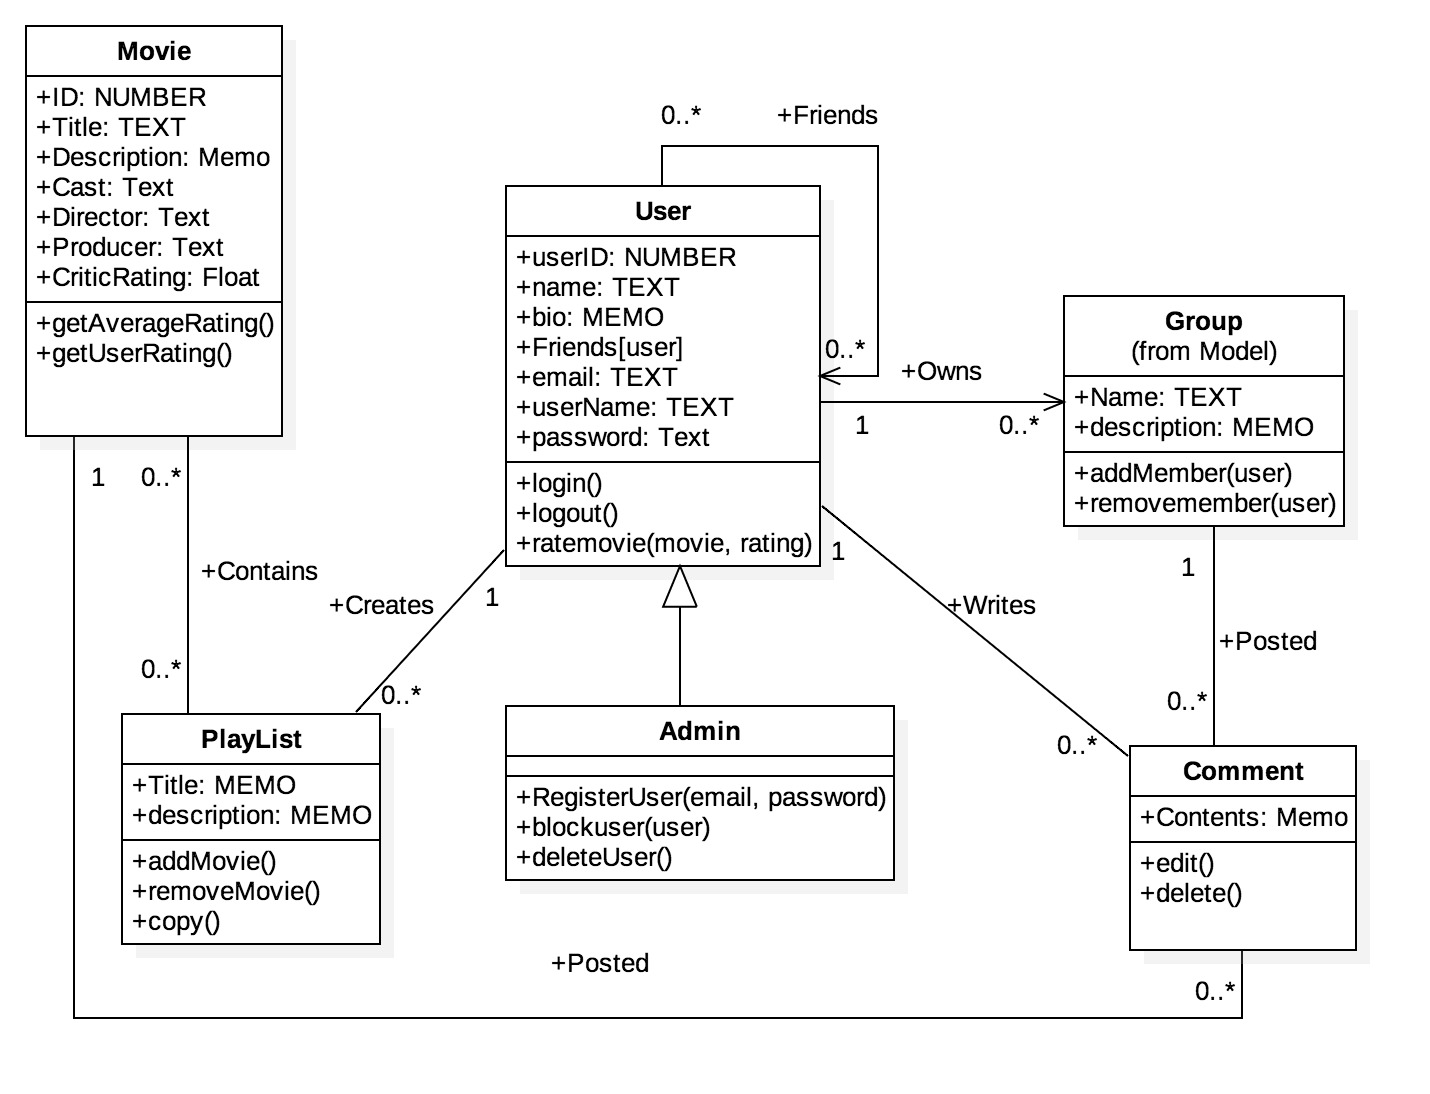 Movie
+ID: NUMBER
+Title: TEXT
+Description: Memo
+Cast: Text
+Director: Text
+Producer: Text
+CriticRating: Float
+getAverageRating()
+getUserRating()
0..*
+Friends
User
+userID: NUMBER
+name: TEXT
+bio: MEMO
+Friends[user]
+email: TEXT
+userName: TEXT
+password: Text
+login()
+logout()
+ratemovie(movie, rating)
0..*
+Owns
1
0..*
Group
(from Model)
+Name: TEXT
+description: MEMO
+addMember(user)
+removemember(user)
1
0..*
+Contains
0..*
+Creates
1
0..*
1
+Writes
0..*
1
+Posted
0..*
PlayList
+Title: MEMO
+description: MEMO
+addMovie()
+removeMovie()
+copy()
Admin
+RegisterUser(email, password)
+blockuser(user)
+deleteUser()
Comment
+Contents: Memo
+edit()
+delete()
+Posted
0..*